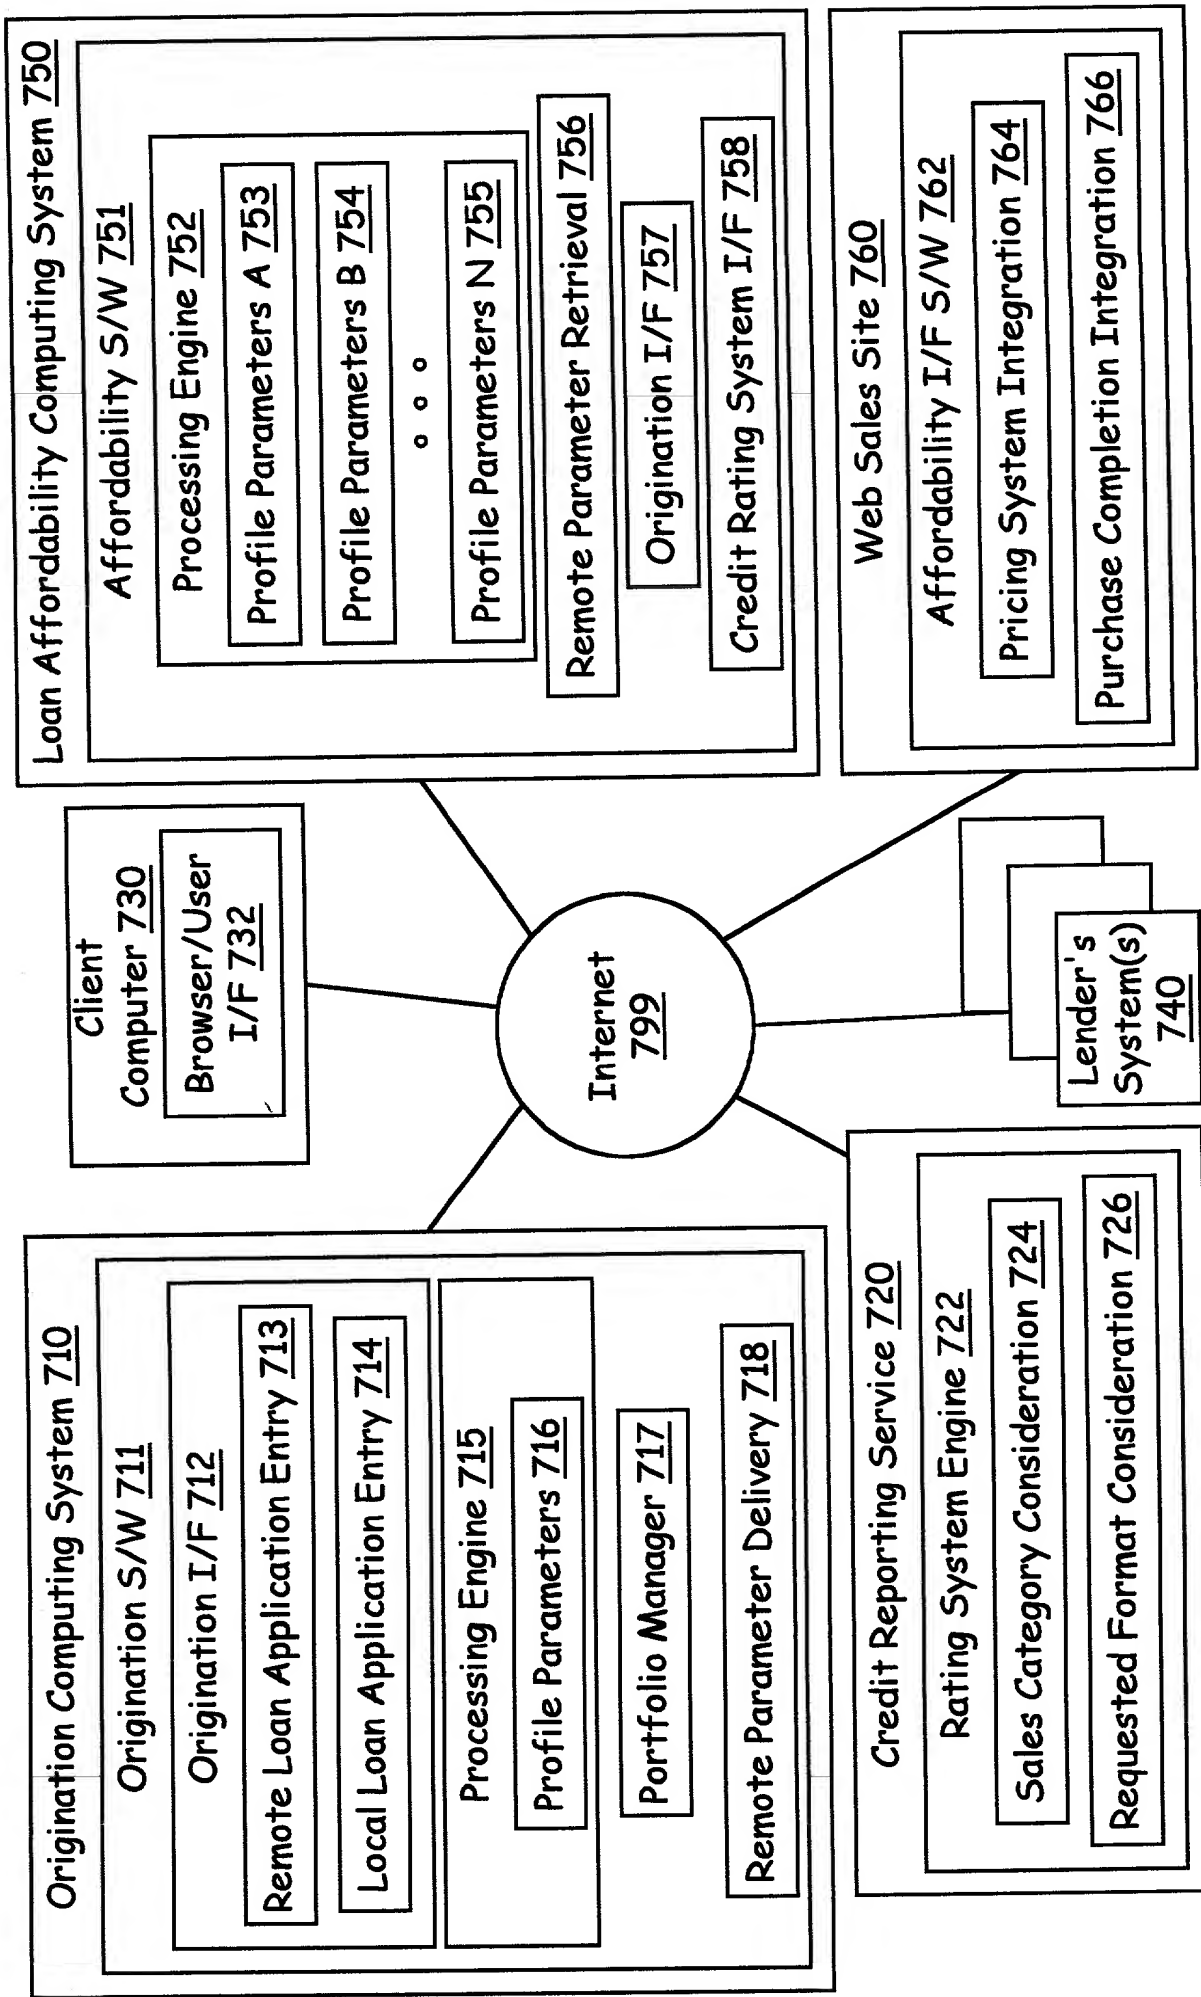 Origination Computing System 710
Origination S/W 711
Origination I/F 712
Remote Loan Application Entry 713
Local Loan Application Entry 714
Processing Engine 715
Profile Parameters 716
Portfolio Manager 717
Remote Parameter Delivery 718
Client
Computer 730
Browser/User
I/F 732
Loan Affordability Computing System 750
Affordability S/W 751
Processing Engine 752
Profile Parameters A 753
Profile Parameters B 754
Profile Parameters N 755
Remote Parameter Retrieval 756
Origination I/F 757
Credit Rating System I/F 758
Internet
799
Credit Reporting Service 720
Rating System Engine 722
Sales Category Consideration 724
Requested Format Consideration 726
Lender's
System(s)
740
Web Sales Site 760
Affordability I/F S/W 762
Pricing System Integration 764
Purchase Completion Integration 766